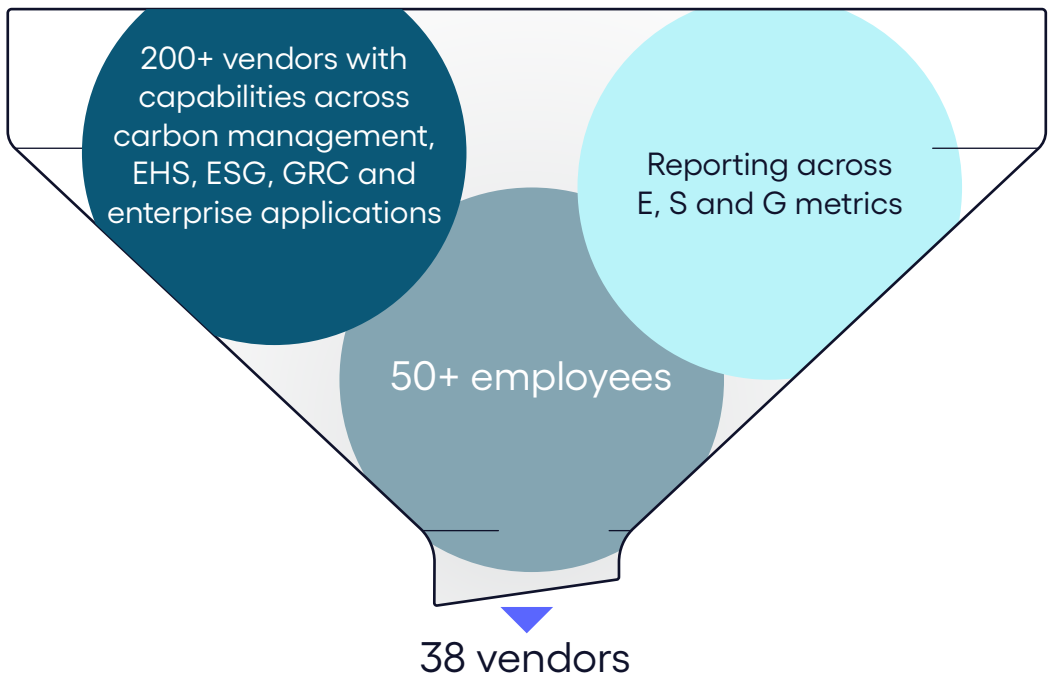 200+ vendors with
capabilities across
carbon management,
EHS, ESG, GRC and
enterprise applications
Reporting across
E, S and G metrics
50+ employees
38 vendors